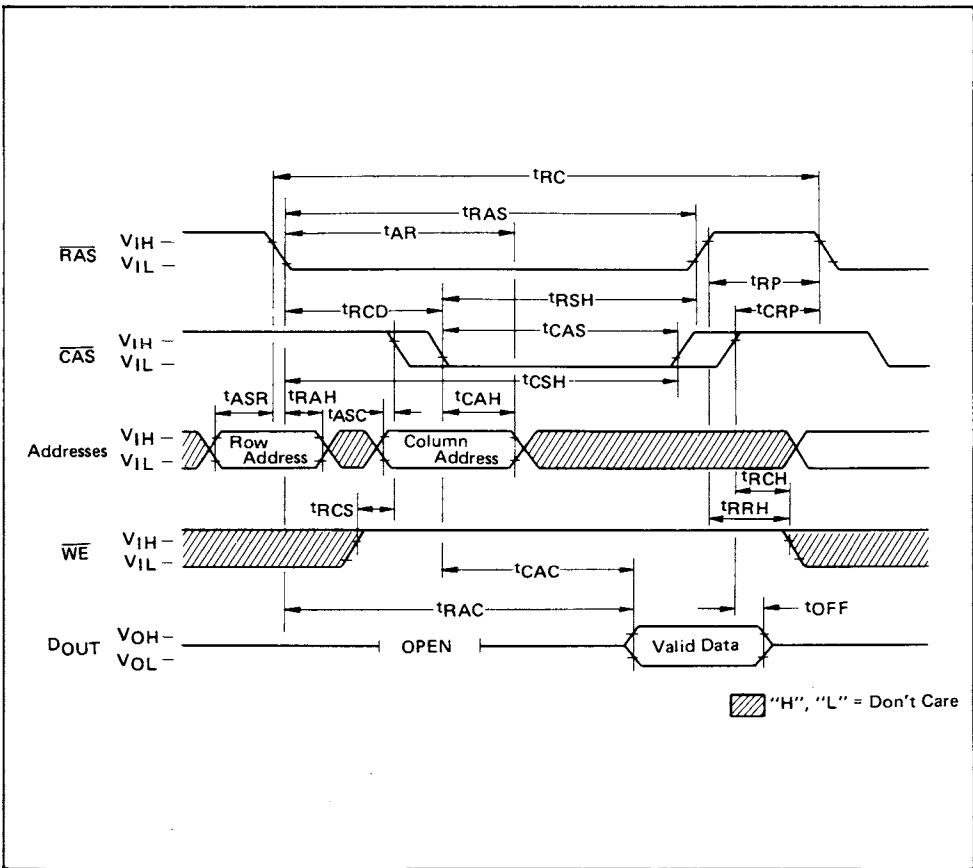 tRC
tRAS
tAR
RAS
VIH
VIL
tRP
tRSH
tRCD
tCRP
tCAS
CAS
VIH
VIL
tCSH
tASR
tRAH
tASC
tCAH
Addresses
VIH
VIL
Row
Address
Column
Address
tRCH
tRCS
tRRH
WE
VIH
VIL
tCAC
tRAC
tOFF
DOUT
VOH
VOL
OPEN
Valid Data
"H", "L" = Don't Care